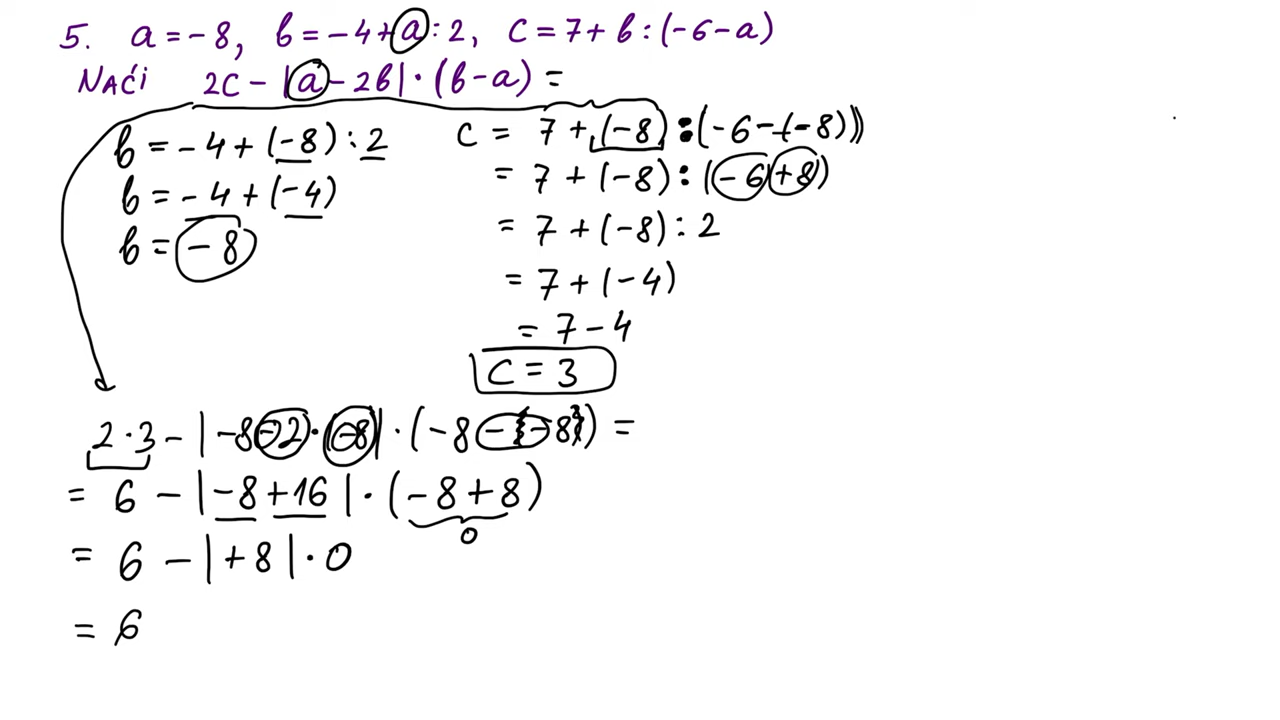 5. a = -8, b = -4 + a : 2, c = 7 + b : (-6 - a)
NAĆI 2c - |a - 2b| · (b - a) =
b = -4 + (-8) : 2
b = -4 + (-4)
b = -8
c = 7 + (-8) : (-6 - (-8))
= 7 + (-8) : (-6 + 8)
= 7 + (-8) : 2
= 7 + (-4)
= 7 - 4
c = 3
2 · 3 - |-8 - 2 · (-8)| · (-8 - (-8)) =
= 6 - |-8 + 16| · (-8 + 8)
0
= 6 - |+8| · 0
= 6